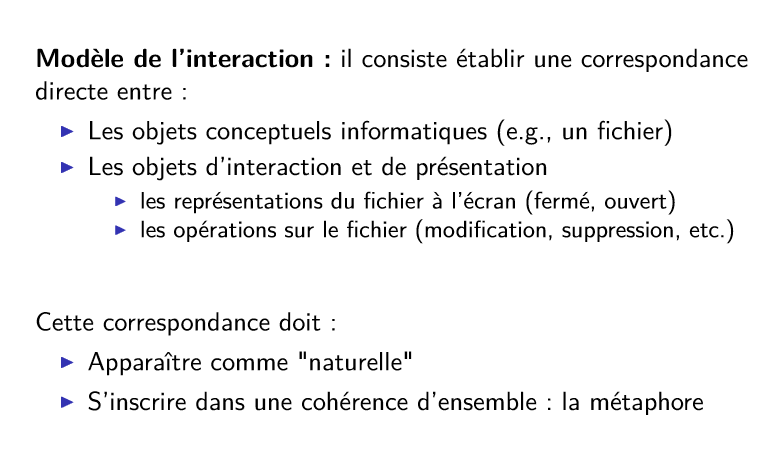 Modèle de l'interaction : il consiste établir une correspondance
directe entre :
Les objets conceptuels informatiques (e.g., un fichier)
Les objets d'interaction et de présentation
les représentations du fichier à l'écran (fermé, ouvert)
les opérations sur le fichier (modification, suppression, etc.)
Cette correspondance doit :
Apparaître comme "naturelle"
S'inscrire dans une cohérence d'ensemble : la métaphore